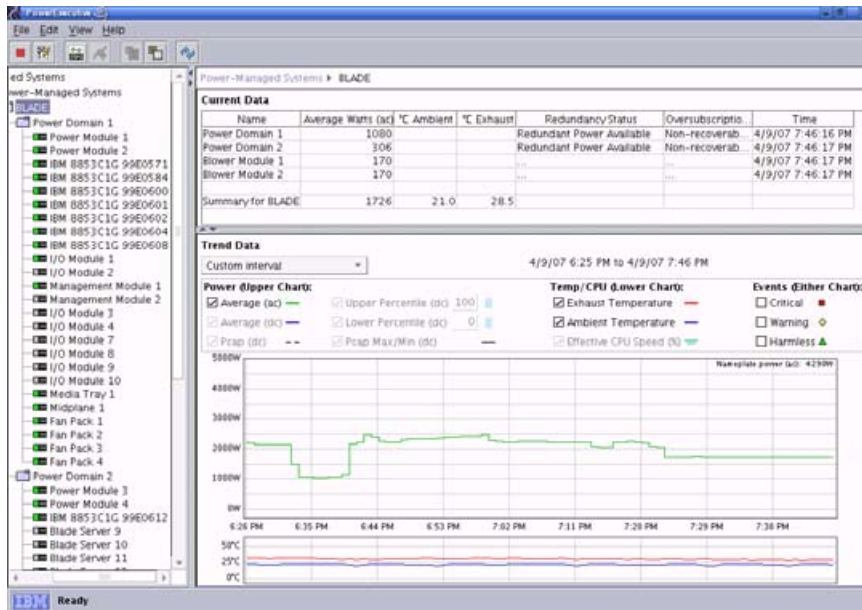 PowerExecutive
File Edit View Help
ed Systems
wer-Managed Systems
BLADE
Power Domain 1
Power Module 1
Power Module 2
IBM 8853C1G 99E0571
IBM 8853C1G 99E0584
IBM 8853C1G 99E0600
IBM 8853C1G 99E0601
IBM 8853C1G 99E0602
IBM 8853C1G 99E0604
IBM 8853C1G 99E0608
I/O Module 1
I/O Module 2
Management Module 1
Management Module 2
I/O Module 3
I/O Module 4
I/O Module 7
I/O Module 8
I/O Module 9
I/O Module 10
Media Tray 1
Midplane 1
Fan Pack 1
Fan Pack 2
Fan Pack 3
Fan Pack 4
Power Domain 2
Power Module 3
Power Module 4
IBM 8853C1G 99E0612
Blade Server 9
Blade Server 10
Blade Server 11
Power-Managed Systems BLADE
Current Data
Name Average Watts (ac) °C Ambient °C Exhaust Redundancy Status Oversubscriptio... Time
Power Domain 1 1080 Redundant Power Available Non-recoverab... 4/9/07 7:46:16 PM
Power Domain 2 306 Redundant Power Available Non-recoverab... 4/9/07 7:46:17 PM
Blower Module 1 170 ... ... 4/9/07 7:46:17 PM
Blower Module 2 170 ... ... 4/9/07 7:46:17 PM
Summary for BLADE 1726 21.0 28.5
Trend Data
Custom interval 4/9/07 6:25 PM to 4/9/07 7:46 PM
Power (Upper Chart): Temp/CPU (Lower Chart): Events (Either Chart):
Average (ac) Upper Percentile (dc) 100 Exhaust Temperature Critical
Average (dc) Lower Percentile (dc) 0 Ambient Temperature Warning
Pcap (dc) Pcap Max/Min (dc) Effective CPU Speed (%) Harmless
5000W Nameplate power (ac): 4290W
4000W
3000W
2000W
1000W
0W
6:26 PM 6:35 PM 6:44 PM 6:53 PM 7:02 PM 7:11 PM 7:20 PM 7:29 PM 7:38 PM
50°C
25°C
0°C
IBM Ready